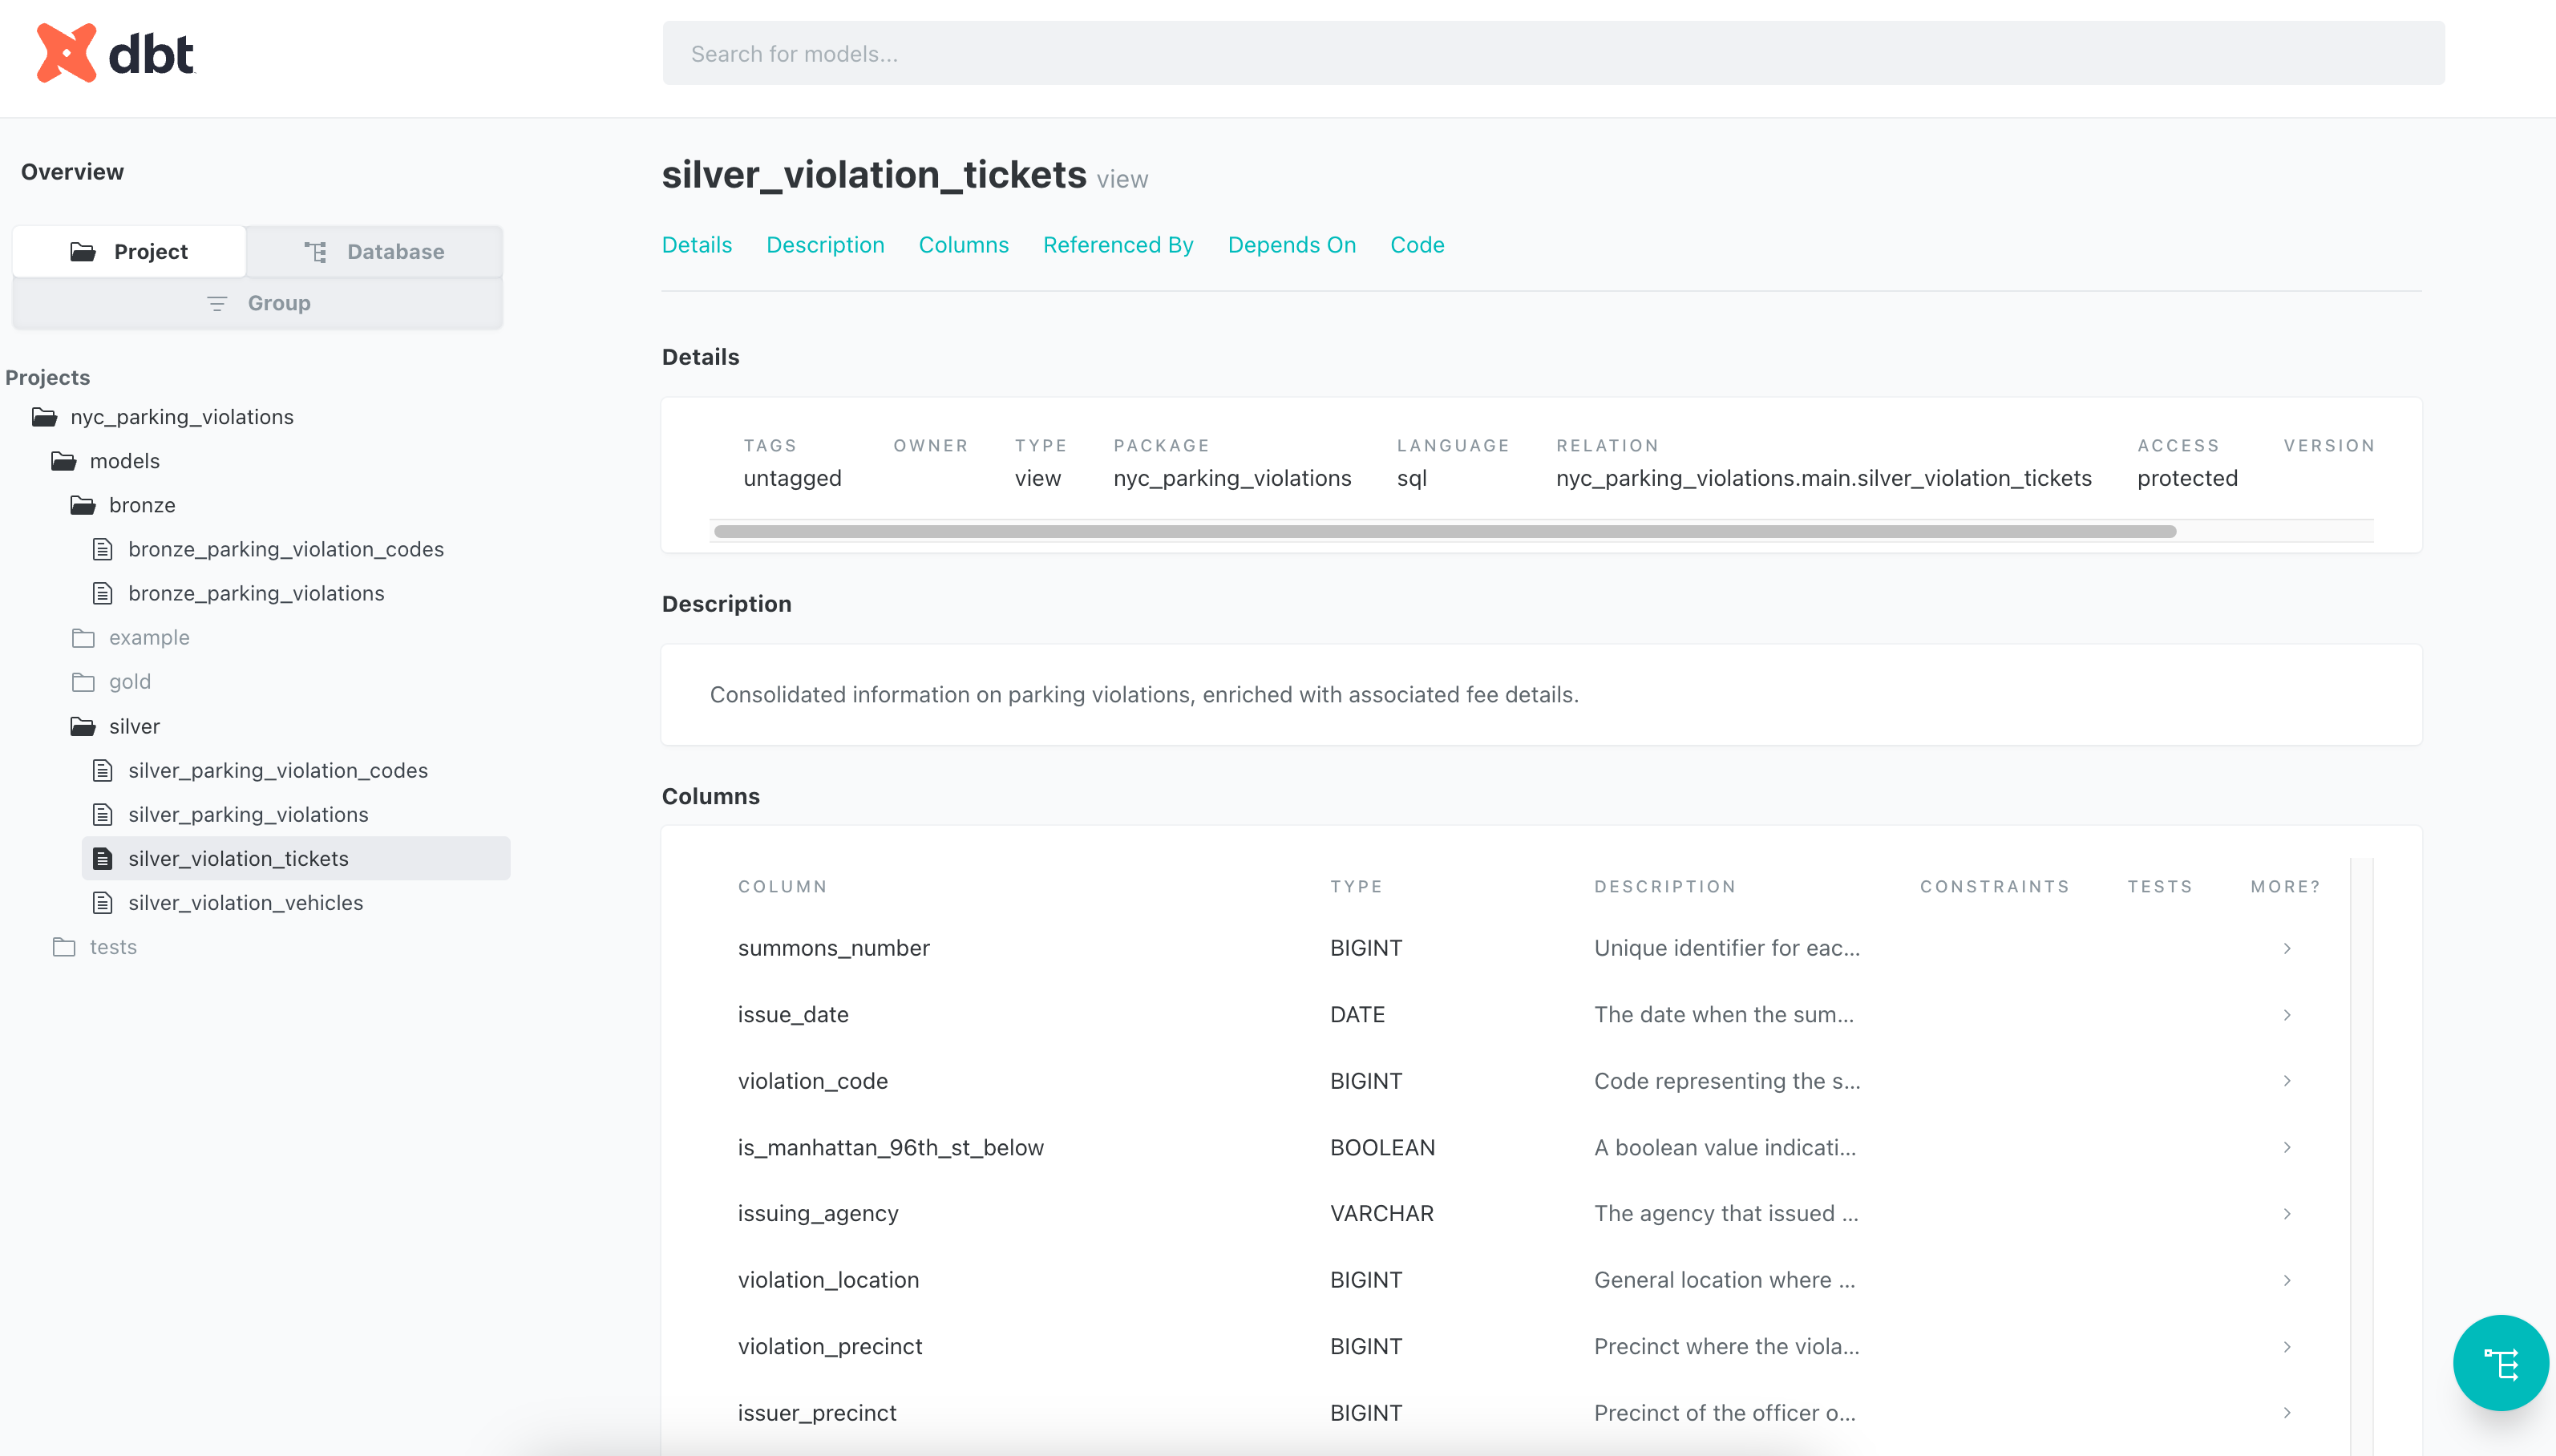 dbt
Search for models...
Overview
Project
Database
Group
Projects
nyc_parking_violations
models
bronze
bronze_parking_violation_codes
bronze_parking_violations
example
gold
silver
silver_parking_violation_codes
silver_parking_violations
silver_violation_tickets
silver_violation_vehicles
tests
silver_violation_tickets view
Details Description Columns Referenced By Depends On Code
Details
TAGS OWNER TYPE PACKAGE LANGUAGE RELATION ACCESS VERSION
untagged view nyc_parking_violations sql nyc_parking_violations.main.silver_violation_tickets protected
Description
Consolidated information on parking violations, enriched with associated fee details.
Columns
COLUMN TYPE DESCRIPTION CONSTRAINTS TESTS MORE?
summons_number BIGINT Unique identifier for eac...
issue_date DATE The date when the sum...
violation_code BIGINT Code representing the s...
is_manhattan_96th_st_below BOOLEAN A boolean value indicati...
issuing_agency VARCHAR The agency that issued ...
violation_location BIGINT General location where ...
violation_precinct BIGINT Precinct where the viola...
issuer_precinct BIGINT Precinct of the officer o...